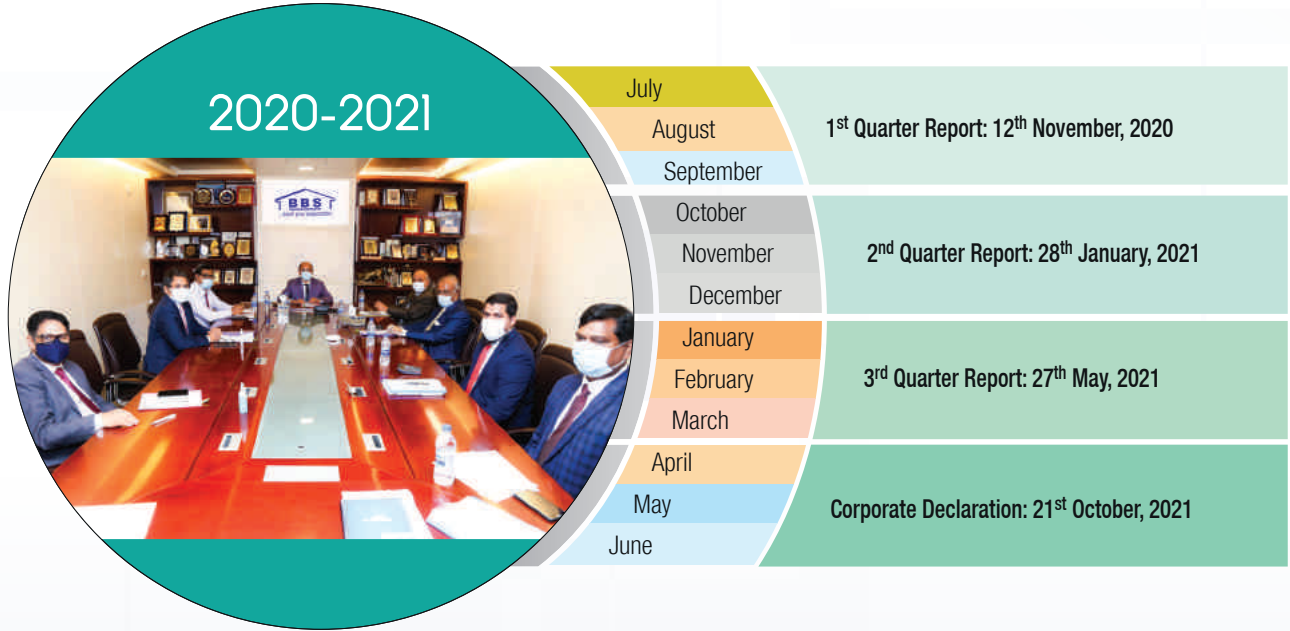 2020-2021
BBS
July
August
September
1st Quarter Report: 12th November, 2020
October
November
December
2nd Quarter Report: 28th January, 2021
January
February
March
3rd Quarter Report: 27th May, 2021
April
May
June
Corporate Declaration: 21st October, 2021